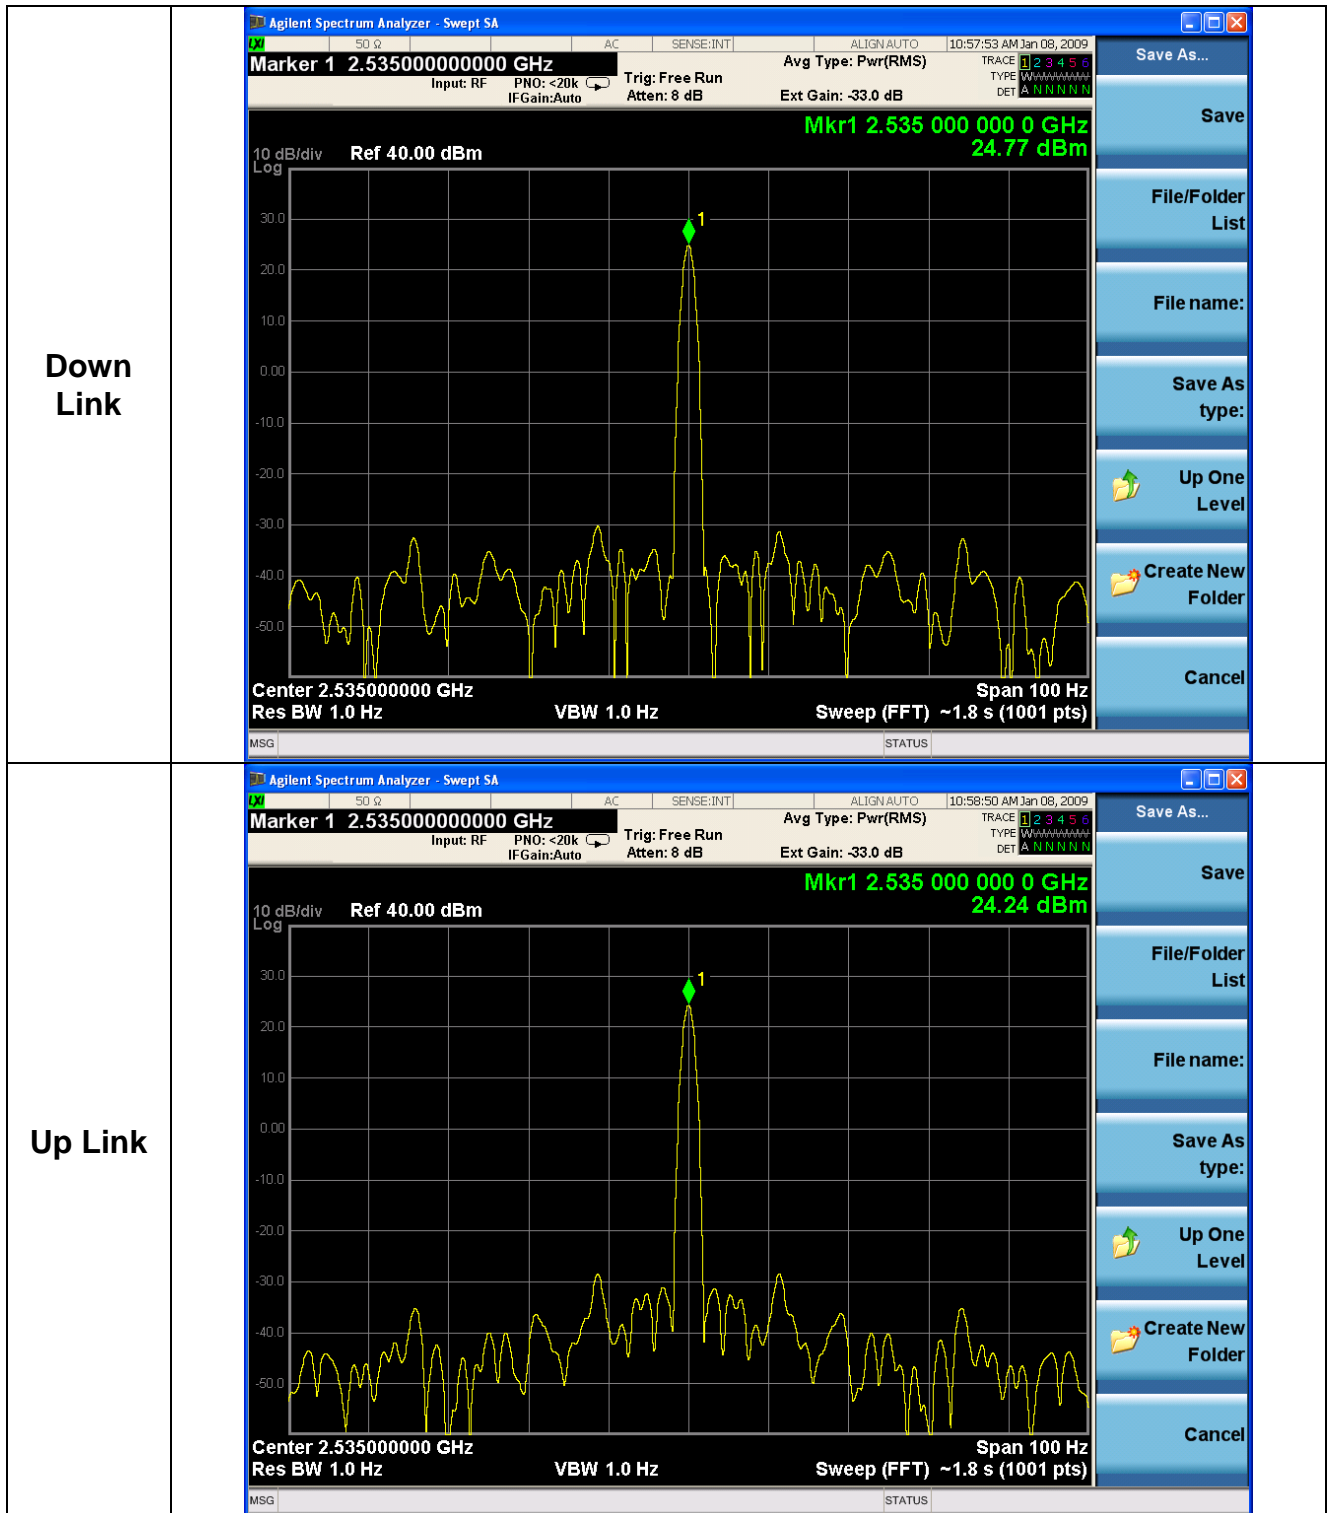 Down
Link
Agilent Spectrum Analyzer - Swept SA
LXI 50 Ω AC SENSE:INT ALIGN AUTO 10:57:53 AM Jan 08, 2009
Marker 1 2.535000000000 GHz
Avg Type: Pwr(RMS)
TRACE 1 2 3 4 5 6
Input: RF PNO: <20k Trig: Free Run
TYPE
IFGain:Auto Atten: 8 dB Ext Gain: -33.0 dB
DET A N N N N N
Mkr1 2.535 000 000 0 GHz
24.77 dBm
10 dB/div Ref 40.00 dBm
Log
1
30.0
20.0
10.0
0.00
-10.0
-20.0
-30.0
-40.0
-50.0
Center 2.535000000 GHz Span 100 Hz
Res BW 1.0 Hz VBW 1.0 Hz Sweep (FFT) ~1.8 s (1001 pts)
MSG STATUS
Save As...
Save
File/Folder
List
File name:
Save As
type:
Up One
Level
Create New
Folder
Cancel
Up Link
Agilent Spectrum Analyzer - Swept SA
LXI 50 Ω AC SENSE:INT ALIGN AUTO 10:58:50 AM Jan 08, 2009
Marker 1 2.535000000000 GHz
Avg Type: Pwr(RMS)
TRACE 1 2 3 4 5 6
Input: RF PNO: <20k Trig: Free Run
TYPE
IFGain:Auto Atten: 8 dB Ext Gain: -33.0 dB
DET A N N N N N
Mkr1 2.535 000 000 0 GHz
24.24 dBm
10 dB/div Ref 40.00 dBm
Log
1
30.0
20.0
10.0
0.00
-10.0
-20.0
-30.0
-40.0
-50.0
Center 2.535000000 GHz Span 100 Hz
Res BW 1.0 Hz VBW 1.0 Hz Sweep (FFT) ~1.8 s (1001 pts)
MSG STATUS
Save As...
Save
File/Folder
List
File name:
Save As
type:
Up One
Level
Create New
Folder
Cancel